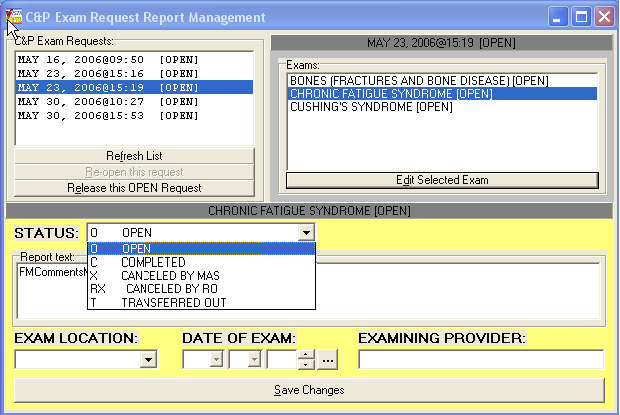 C&P Exam Request Report Management
C&P Exam Requests:
MAY 16, 2006@09:50 [OPEN]
MAY 23, 2006@15:16 [OPEN]
MAY 23, 2006@15:19 [OPEN]
MAY 30, 2006@10:27 [OPEN]
MAY 30, 2006@15:53 [OPEN]
Refresh List
Re-open this request
Release this OPEN Request
MAY 23, 2006@15:19 [OPEN]
Exams:
BONES (FRACTURES AND BONE DISEASE) [OPEN]
CHRONIC FATIGUE SYNDROME [OPEN]
CUSHING'S SYNDROME [OPEN]
Edit Selected Exam
CHRONIC FATIGUE SYNDROME [OPEN]
STATUS: O OPEN
O OPEN
C COMPLETED
X CANCELED BY MAS
RX CANCELED BY RO
T TRANSFERRED OUT
Report text:
EXAM LOCATION: DATE OF EXAM: EXAMINING PROVIDER:
...
Save Changes